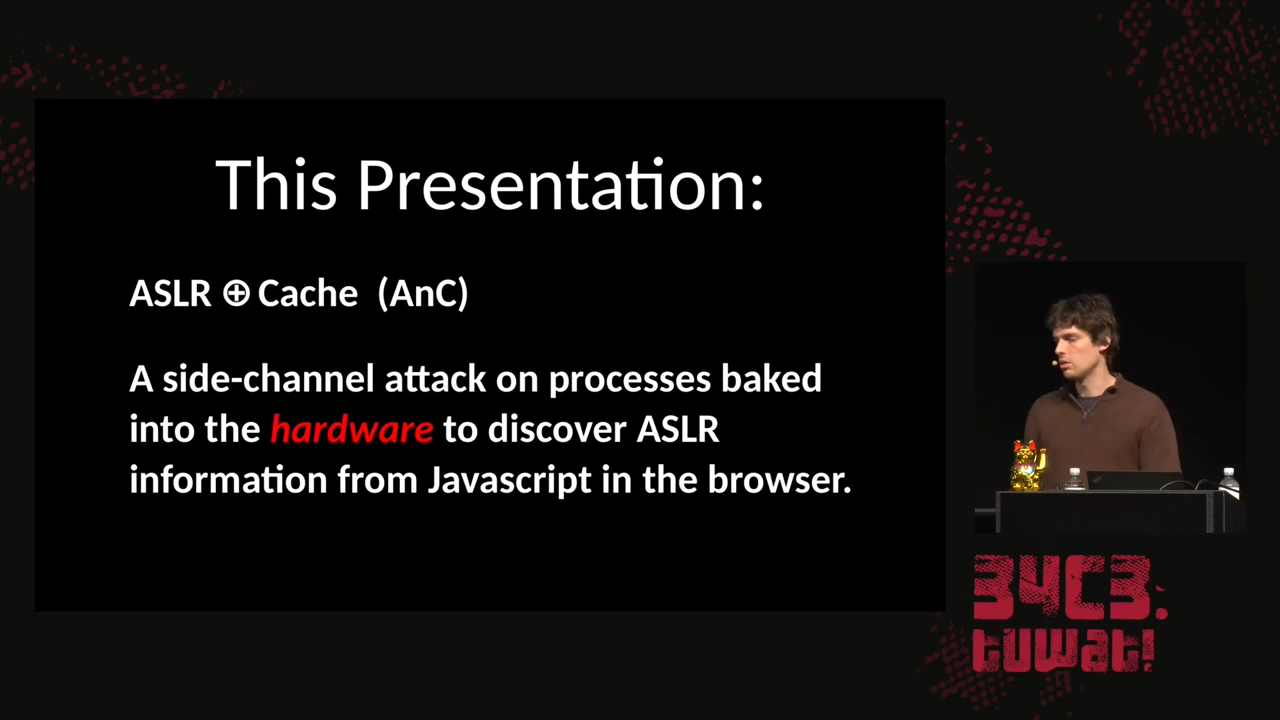 This Presentation:
ASLR ⊕ Cache (AnC)
A side-channel attack on processes baked
into the hardware to discover ASLR
information from Javascript in the browser.
34C3.
tuwat!